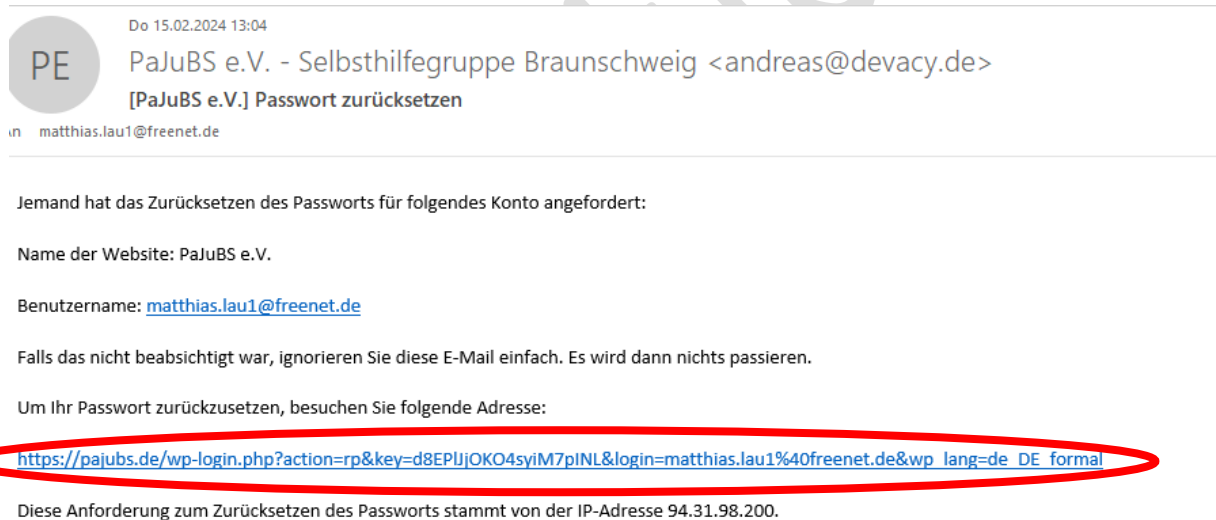 Do 15.02.2024 13:04
PE
PaJuBS e.V. - Selbsthilfegruppe Braunschweig <andreas@devacy.de>
[PaJuBS e.V.] Passwort zurücksetzen
matthias.lau1@freenet.de
Jemand hat das Zurücksetzen des Passworts für folgendes Konto angefordert:
Name der Website: PaJuBS e.V.
Benutzername: matthias.lau1@freenet.de
Falls das nicht beabsichtigt war, ignorieren Sie diese E-Mail einfach. Es wird dann nichts passieren.
Um Ihr Passwort zurückzusetzen, besuchen Sie folgende Adresse:
https://pajubs.de/wp-login.php?action=rp&key=d8EPlJjOKO4syiM7pINL&login=matthias.lau1%40freenet.de&wp_lang=de_DE_formal
Diese Anforderung zum Zurücksetzen des Passworts stammt von der IP-Adresse 94.31.98.200.